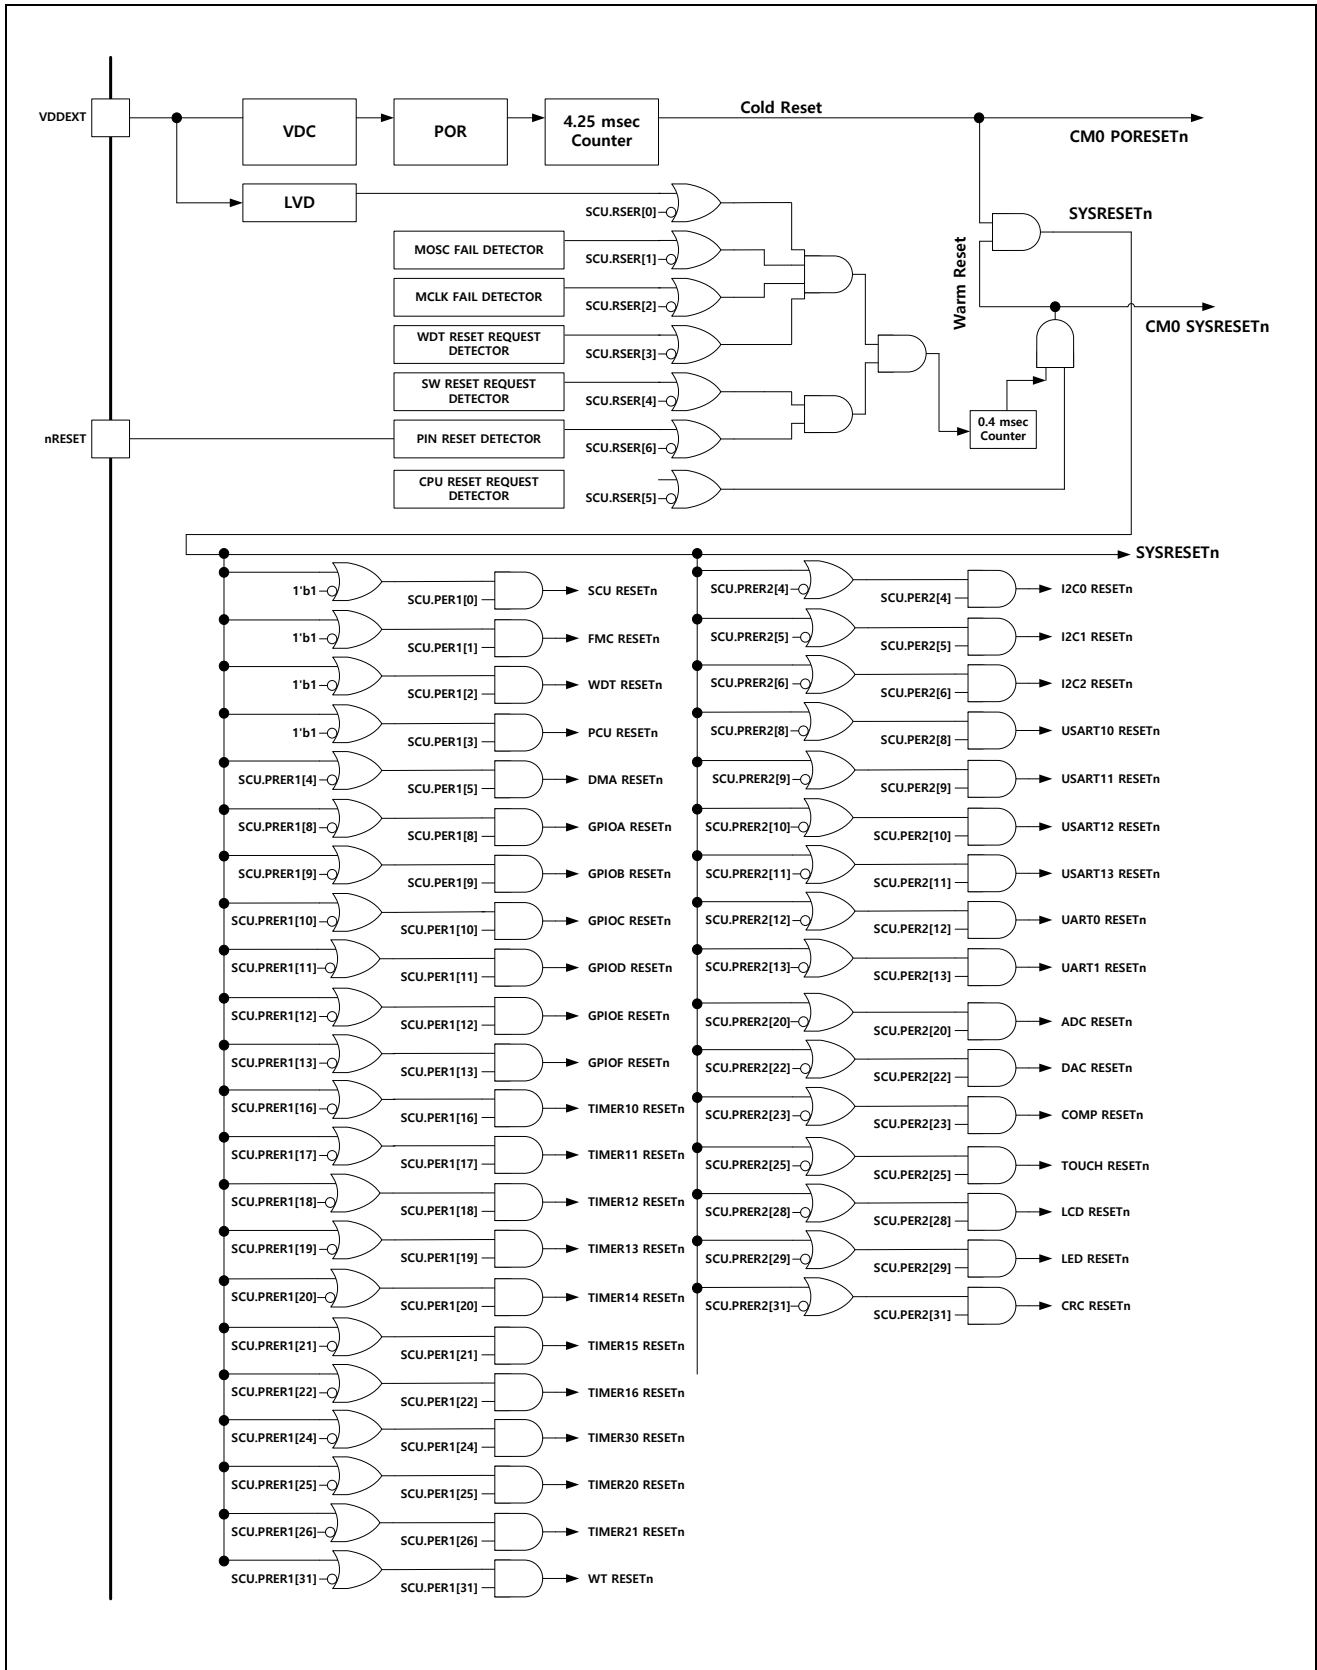 VDDEXT
VDC
POR
4.25 msec
Counter
Cold Reset
CM0 PORESETn
LVD
SCU.RSER[0]
SYSRESETn
MOSC FAIL DETECTOR
SCU.RSER[1]
Warm Reset
MCLK FAIL DETECTOR
SCU.RSER[2]
CM0 SYSRESETn
WDT RESET REQUEST
DETECTOR
SCU.RSER[3]
SW RESET REQUEST
DETECTOR
SCU.RSER[4]
0.4 msec
Counter
nRESET
PIN RESET DETECTOR
SCU.RSER[6]
CPU RESET REQUEST
DETECTOR
SCU.RSER[5]
SYSRESETn
1'b1
SCU.PER1[0]
SCU RESETn
1'b1
SCU.PER1[1]
FMC RESETn
1'b1
SCU.PER1[2]
WDT RESETn
1'b1
SCU.PER1[3]
PCU RESETn
SCU.PRER1[4]
SCU.PER1[5]
DMA RESETn
SCU.PRER1[8]
SCU.PER1[8]
GPIOA RESETn
SCU.PRER1[9]
SCU.PER1[9]
GPIOB RESETn
SCU.PRER1[10]
SCU.PER1[10]
GPIOC RESETn
SCU.PRER1[11]
SCU.PER1[11]
GPIOD RESETn
SCU.PRER1[12]
SCU.PER1[12]
GPIOE RESETn
SCU.PRER1[13]
SCU.PER1[13]
GPIOF RESETn
SCU.PRER1[16]
SCU.PER1[16]
TIMER10 RESETn
SCU.PRER1[17]
SCU.PER1[17]
TIMER11 RESETn
SCU.PRER1[18]
SCU.PER1[18]
TIMER12 RESETn
SCU.PRER1[19]
SCU.PER1[19]
TIMER13 RESETn
SCU.PRER1[20]
SCU.PER1[20]
TIMER14 RESETn
SCU.PRER1[21]
SCU.PER1[21]
TIMER15 RESETn
SCU.PRER1[22]
SCU.PER1[22]
TIMER16 RESETn
SCU.PRER1[24]
SCU.PER1[24]
TIMER30 RESETn
SCU.PRER1[25]
SCU.PER1[25]
TIMER20 RESETn
SCU.PRER1[26]
SCU.PER1[26]
TIMER21 RESETn
SCU.PRER1[31]
SCU.PER1[31]
WT RESETn
SCU.PRER2[4]
SCU.PER2[4]
I2C0 RESETn
SCU.PRER2[5]
SCU.PER2[5]
I2C1 RESETn
SCU.PRER2[6]
SCU.PER2[6]
I2C2 RESETn
SCU.PRER2[8]
SCU.PER2[8]
USART10 RESETn
SCU.PRER2[9]
SCU.PER2[9]
USART11 RESETn
SCU.PRER2[10]
SCU.PER2[10]
USART12 RESETn
SCU.PRER2[11]
SCU.PER2[11]
USART13 RESETn
SCU.PRER2[12]
SCU.PER2[12]
UART0 RESETn
SCU.PRER2[13]
SCU.PER2[13]
UART1 RESETn
SCU.PRER2[20]
SCU.PER2[20]
ADC RESETn
SCU.PRER2[22]
SCU.PER2[22]
DAC RESETn
SCU.PRER2[23]
SCU.PER2[23]
COMP RESETn
SCU.PRER2[25]
SCU.PER2[25]
TOUCH RESETn
SCU.PRER2[28]
SCU.PER2[28]
LCD RESETn
SCU.PRER2[29]
SCU.PER2[29]
LED RESETn
SCU.PRER2[31]
SCU.PER2[31]
CRC RESETn